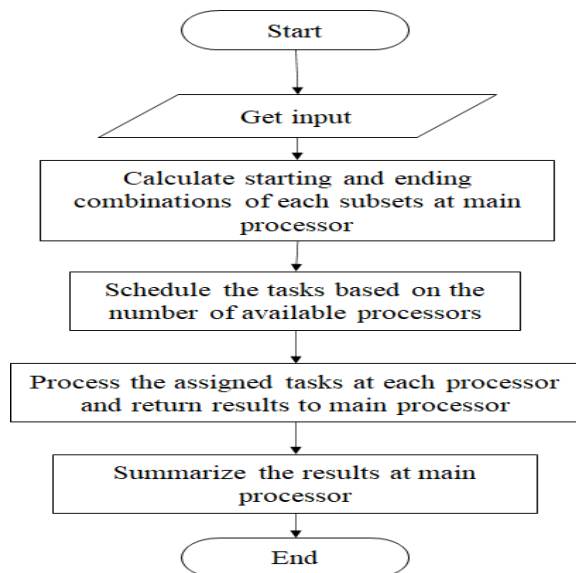 Start
Get input
Calculate starting and ending
combinations of each subsets at main
processor
Schedule the tasks based on the
number of available processors
Process the assigned tasks at each processor
and return results to main processor
Summarize the results at main
processor
End